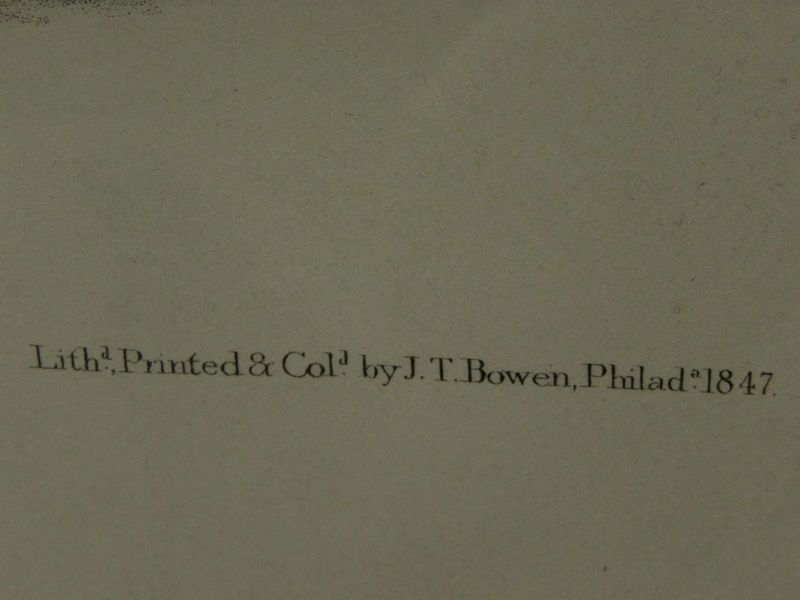 Lith.ᵈ, Printed & Col.ᵈ by J. T. Bowen, Philad.ᵃ 1847.